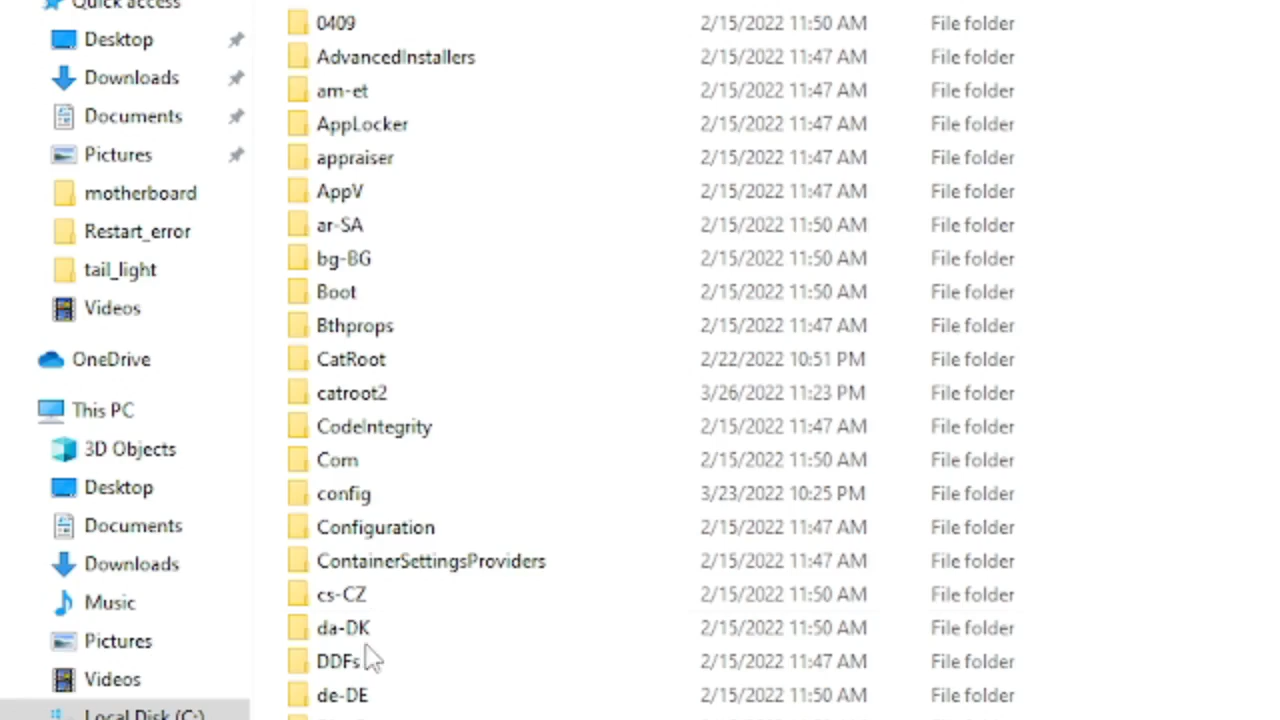 Quick access
Desktop
Downloads
Documents
Pictures
motherboard
Restart_error
tail_light
Videos
OneDrive
This PC
3D Objects
Desktop
Documents
Downloads
Music
Pictures
Videos
Local Disk (C:)
0409 2/15/2022 11:50 AM File folder
AdvancedInstallers 2/15/2022 11:47 AM File folder
am-et 2/15/2022 11:47 AM File folder
AppLocker 2/15/2022 11:47 AM File folder
appraiser 2/15/2022 11:47 AM File folder
AppV 2/15/2022 11:47 AM File folder
ar-SA 2/15/2022 11:50 AM File folder
bg-BG 2/15/2022 11:50 AM File folder
Boot 2/15/2022 11:50 AM File folder
Bthprops 2/15/2022 11:47 AM File folder
CatRoot 2/22/2022 10:51 PM File folder
catroot2 3/26/2022 11:23 PM File folder
CodeIntegrity 2/15/2022 11:47 AM File folder
Com 2/15/2022 11:50 AM File folder
config 3/23/2022 10:25 PM File folder
Configuration 2/15/2022 11:47 AM File folder
ContainerSettingsProviders 2/15/2022 11:47 AM File folder
cs-CZ 2/15/2022 11:50 AM File folder
da-DK 2/15/2022 11:50 AM File folder
DDFs 2/15/2022 11:47 AM File folder
de-DE 2/15/2022 11:50 AM File folder